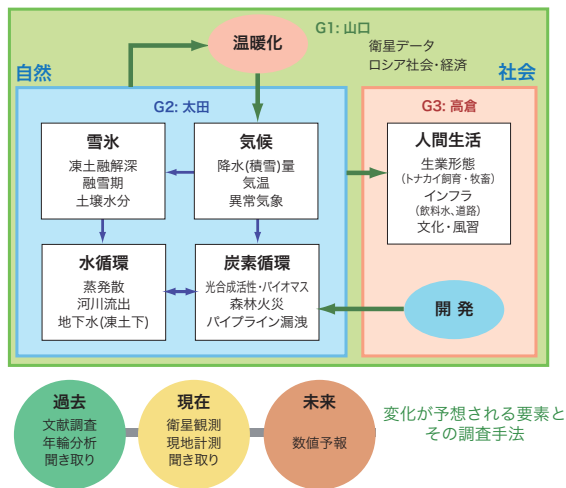 G1: 山口
温暖化
衛星データ
ロシア社会・経済
自然
社会
G2: 太田
G3: 高倉
雪氷
凍土融解深
融雪期
土壌水分
気候
降水(積雪)量
気温
異常気象
人間生活
生業形態
(トナカイ飼育・牧畜)
インフラ
(飲料水、道路)
文化・風習
水循環
蒸発散
河川流出
地下水(凍土下)
炭素循環
光合成活性・バイオマス
森林火災
パイプライン漏洩
開発
過去
文献調査
年輪分析
聞き取り
現在
衛星観測
現地計測
聞き取り
未来
数値予報
変化が予想される要素と
その調査手法